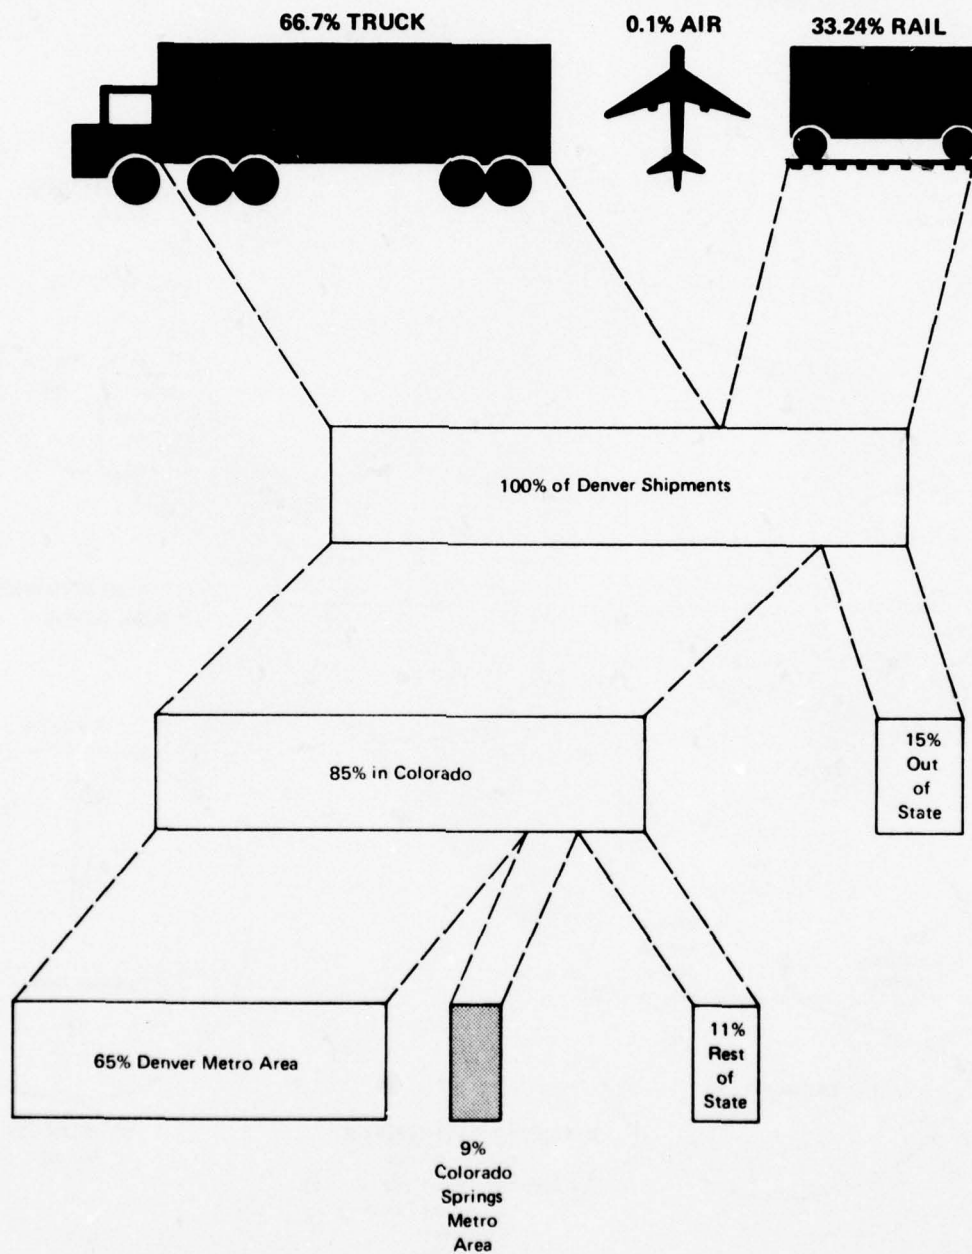 66.7% TRUCK
0.1% AIR
33.24% RAIL
100% of Denver Shipments
85% in Colorado
15%
Out
of
State
65% Denver Metro Area
9%
Colorado
Springs
Metro
Area
11%
Rest
of
State